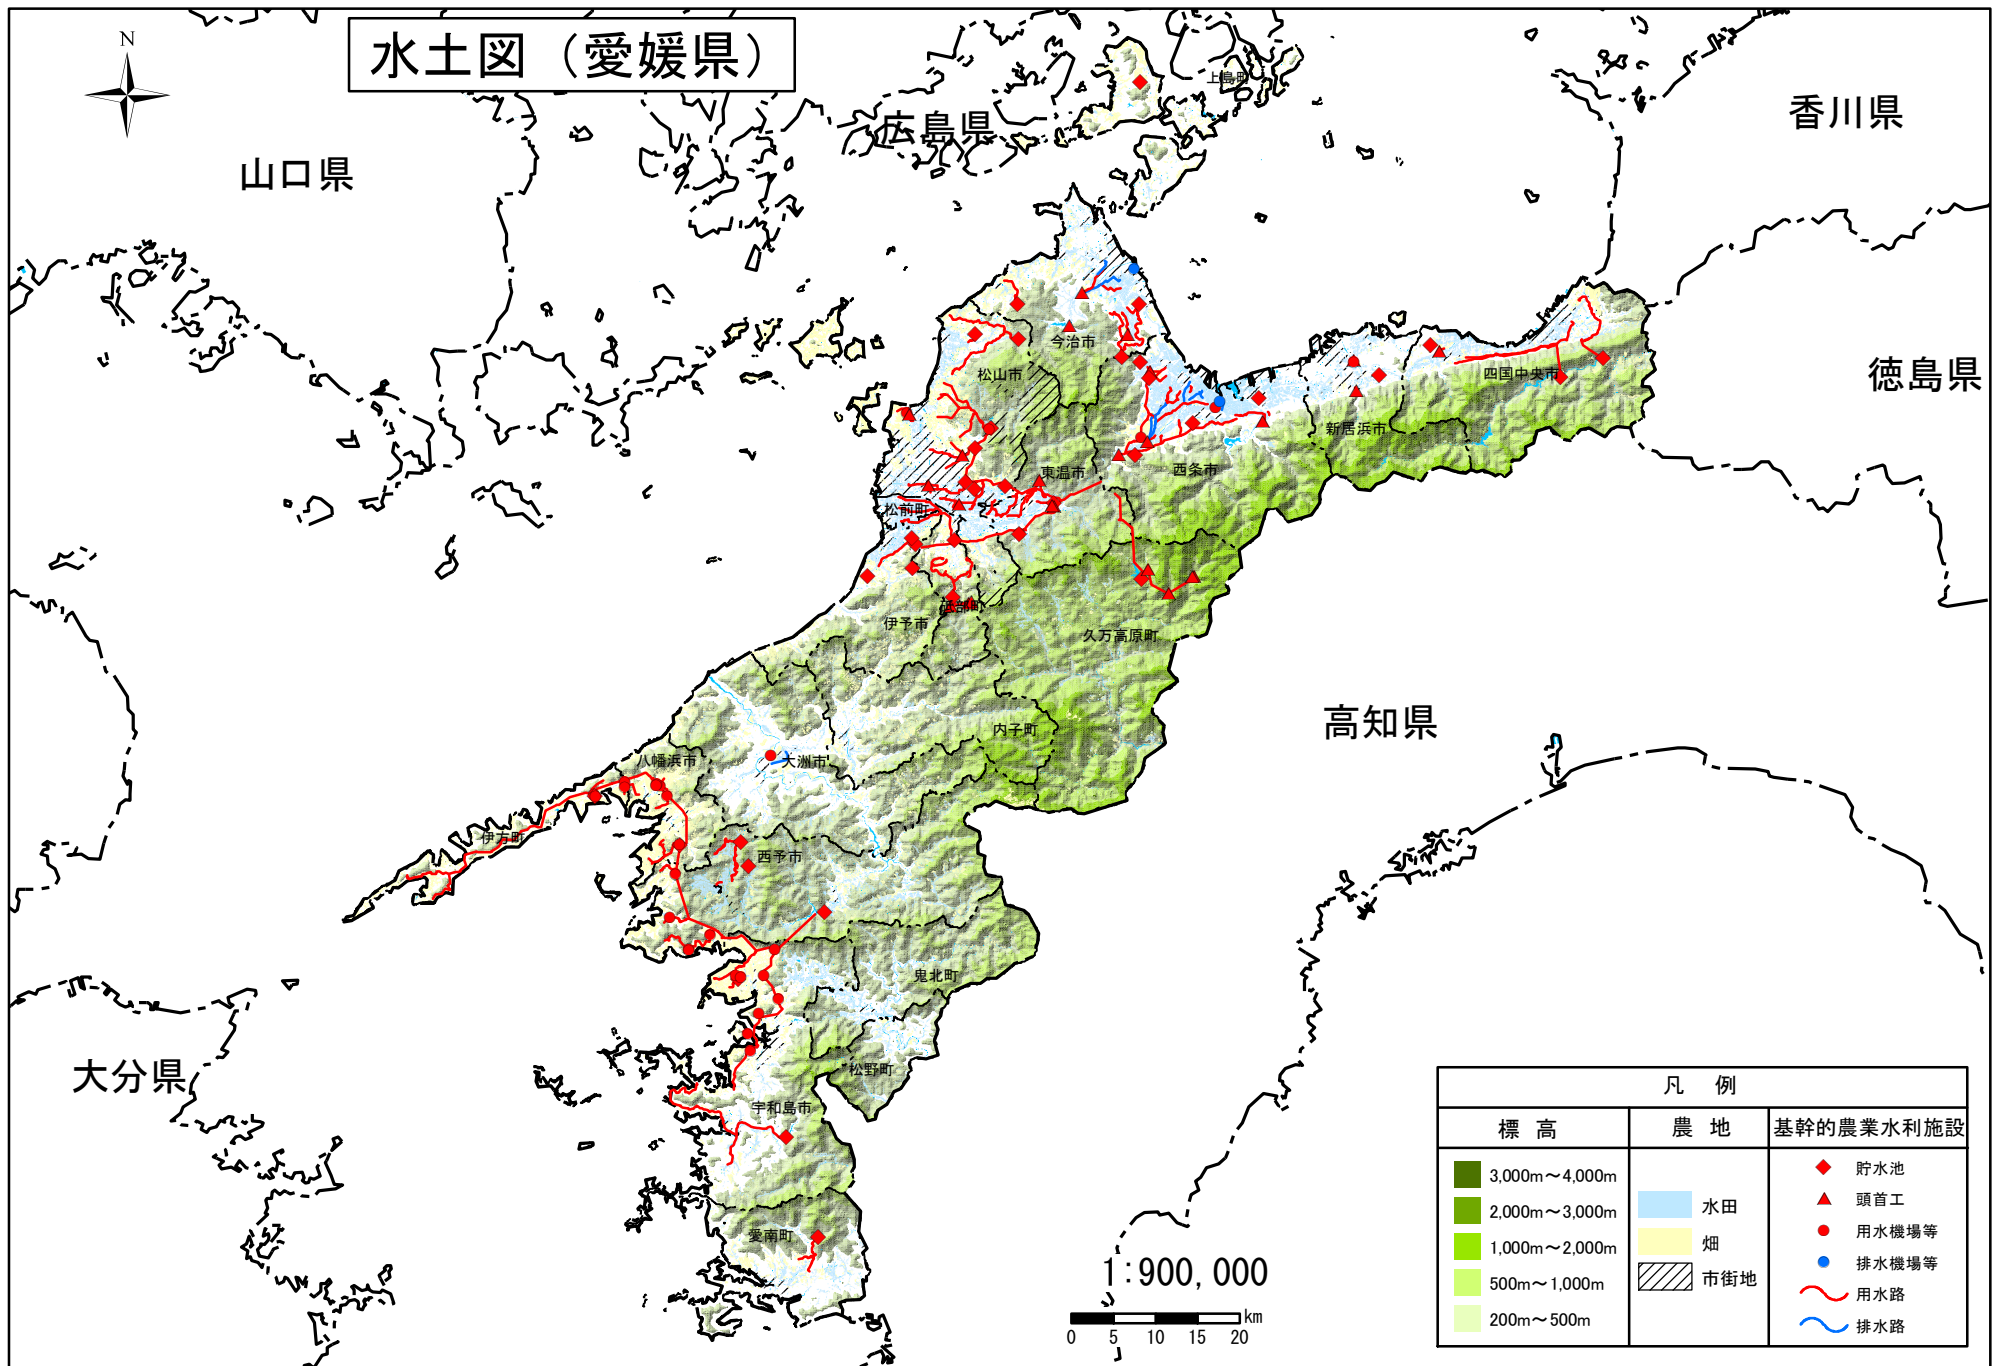 水土図（愛媛県）
N
山口県
広島県
香川県
徳島県
高知県
大分県
上島町
今治市
松山市
四国中央市
新居浜市
西条市
東温市
松前町
砥部町
伊予市
久万高原町
内子町
大洲市
八幡浜市
伊方町
西予市
鬼北町
松野町
宇和島市
愛南町
1:900,000
0 5 10 15 20 km
凡 例
標 高
農 地
基幹的農業水利施設
3,000m～4,000m
2,000m～3,000m
1,000m～2,000m
500m～1,000m
200m～500m
水田
畑
市街地
貯水池
頭首工
用水機場等
排水機場等
用水路
排水路